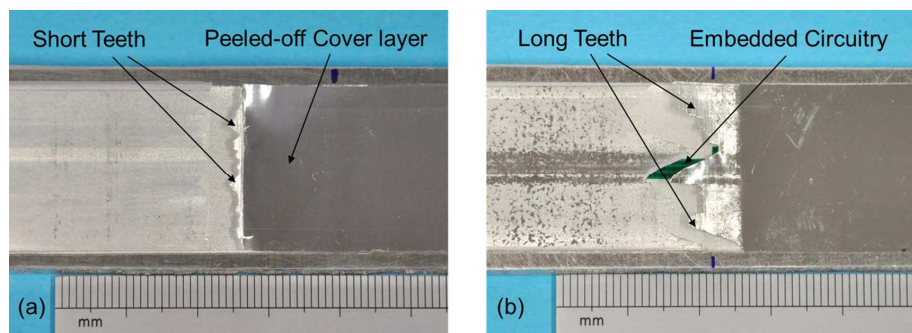 Short Teeth
Peeled-off Cover layer
(a)
mm
Long Teeth
Embedded Circuitry
(b)
mm